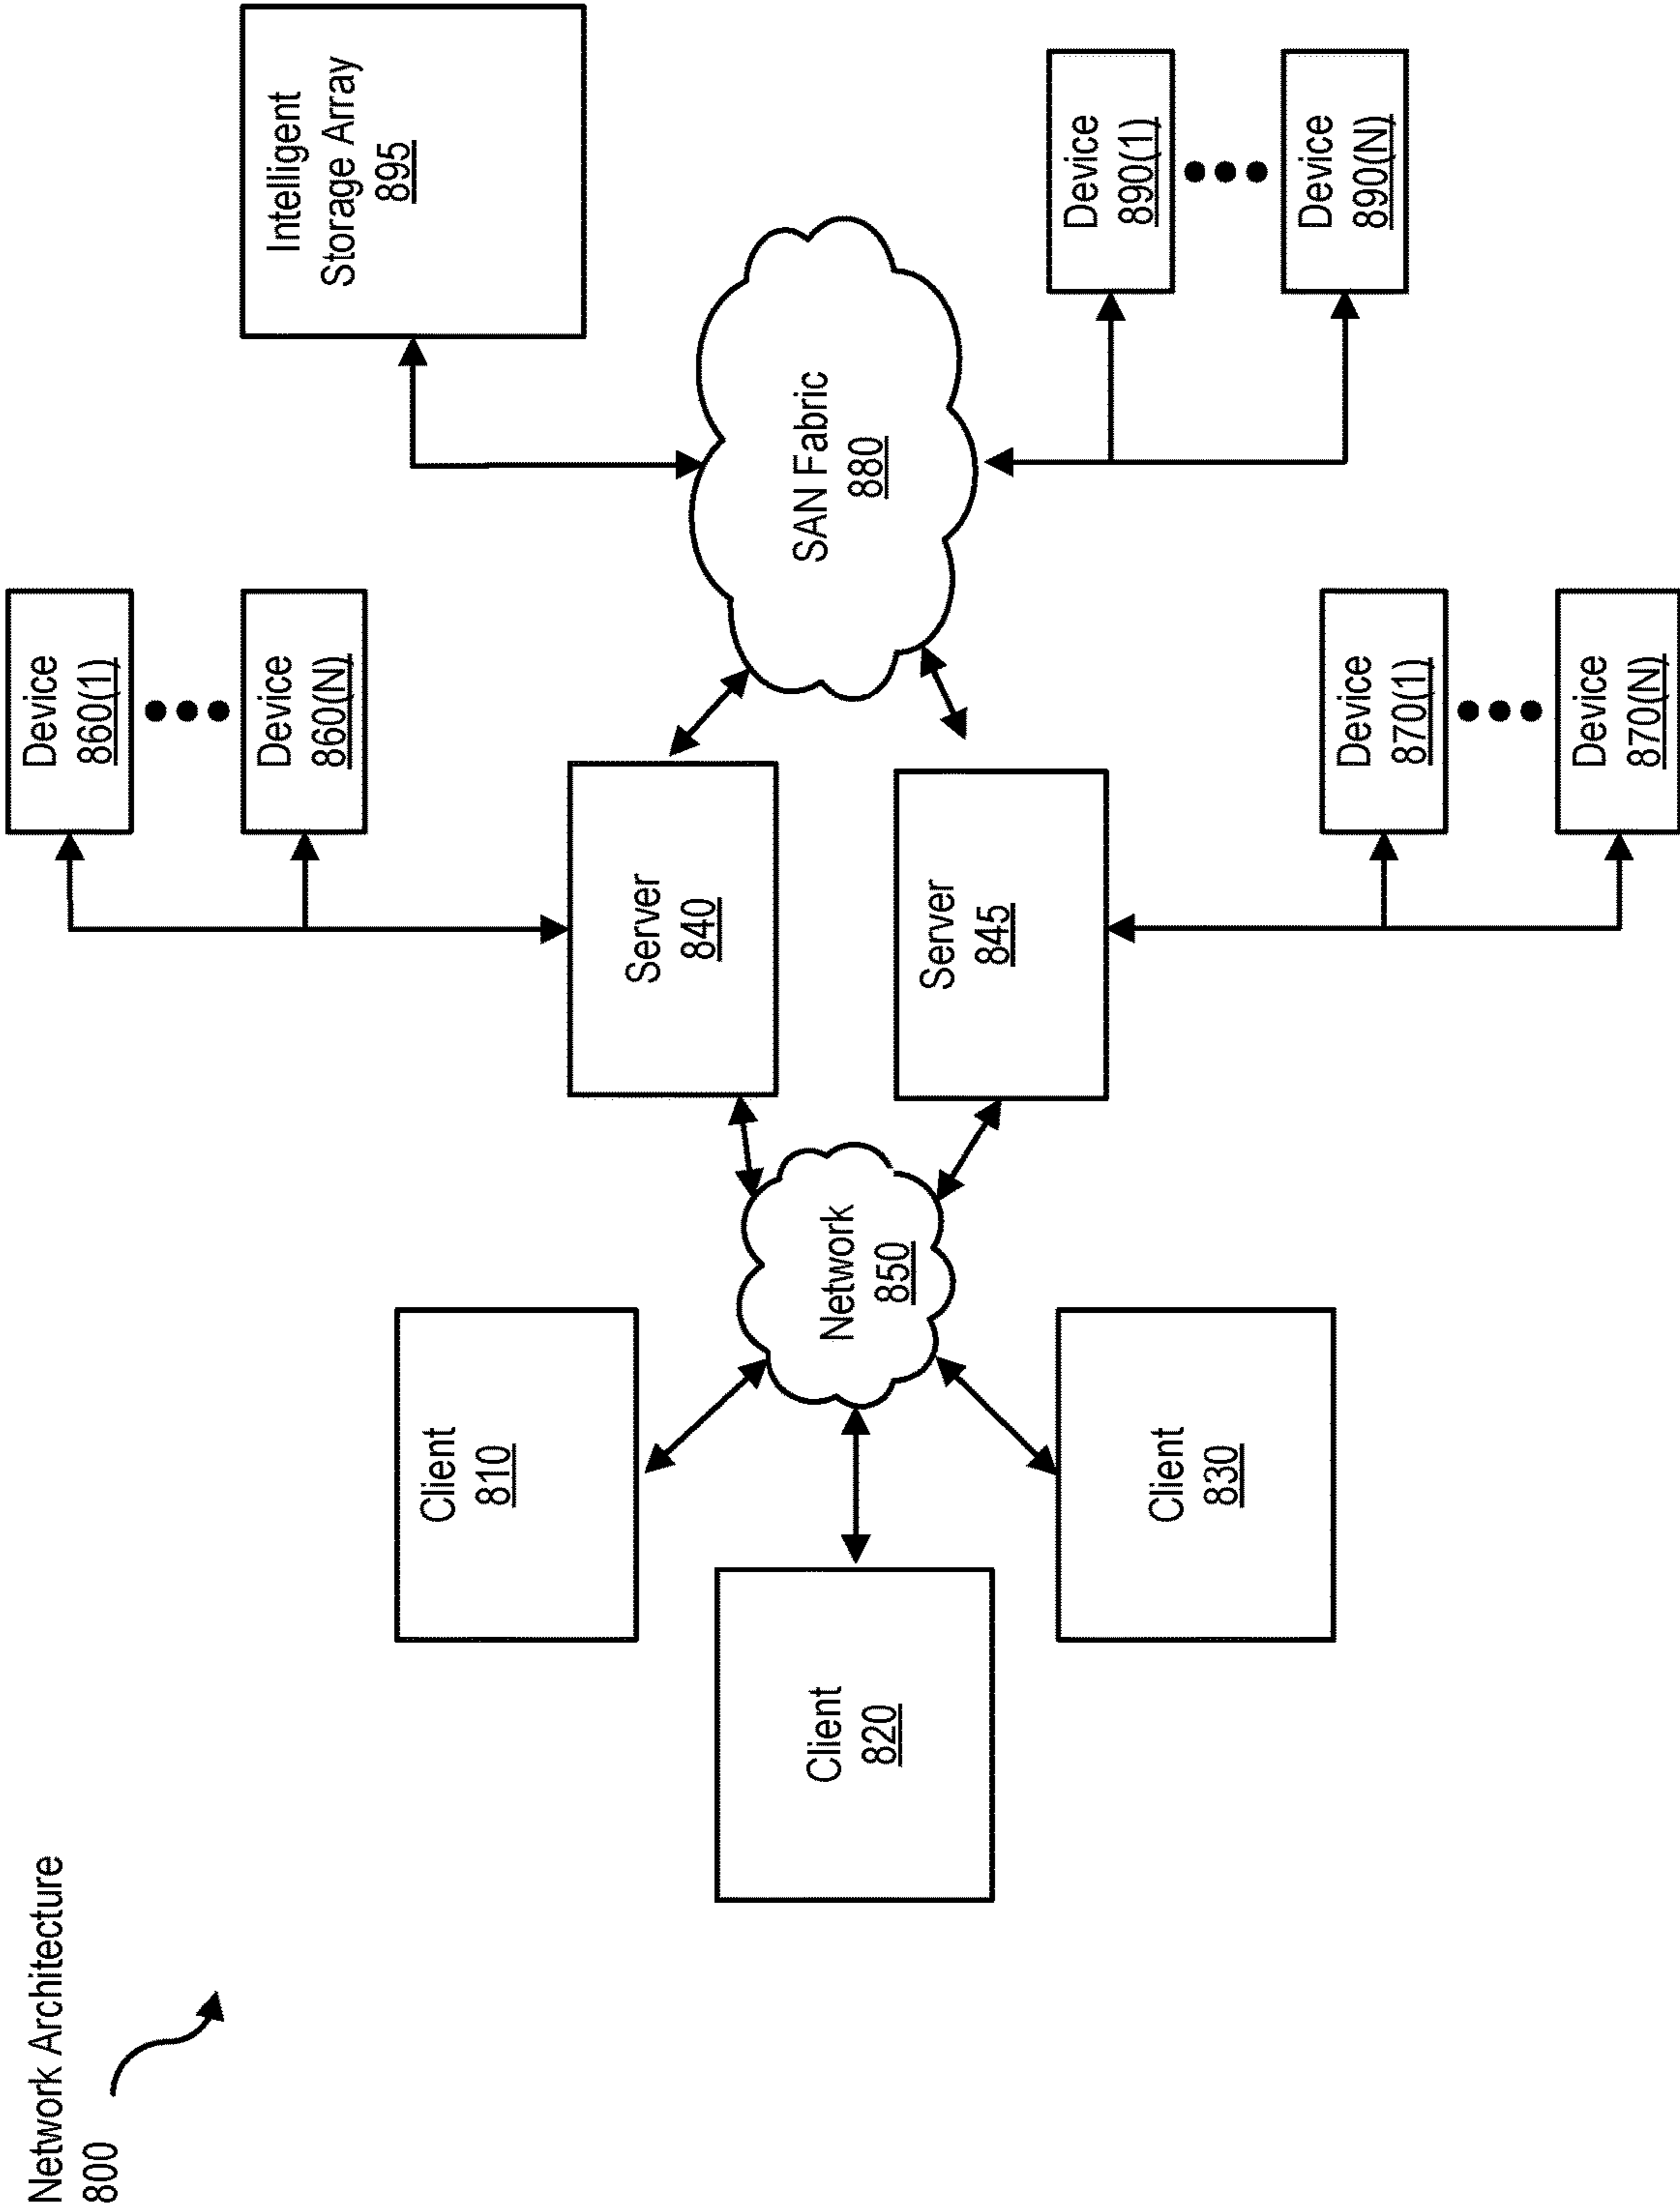 Network Architecture
800
Device
860(1)
Device
860(N)
Intelligent
Storage Array
895
Client
810
Server
840
SAN Fabric
880
Client
820
Network
850
Server
845
Device
890(1)
Device
890(N)
Client
830
Device
870(1)
Device
870(N)